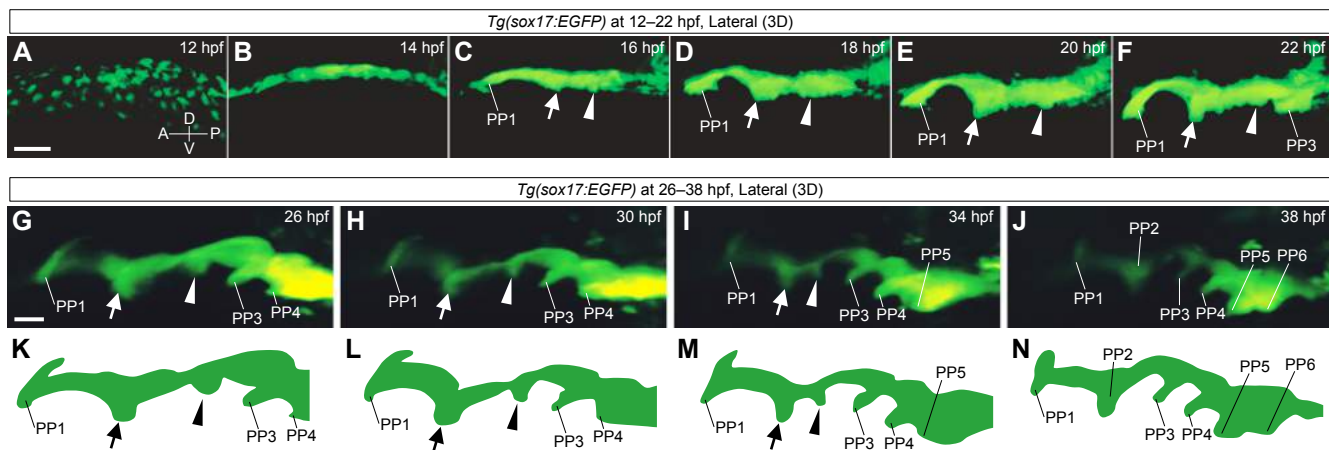 Tg(sox17:EGFP) at 12–22 hpf, Lateral (3D)
A 12 hpf
D
A P
V
B 14 hpf
C 16 hpf
PP1
D 18 hpf
PP1
E 20 hpf
PP1
F 22 hpf
PP1 PP3
Tg(sox17:EGFP) at 26–38 hpf, Lateral (3D)
G 26 hpf
PP1
PP3 PP4
H 30 hpf
PP1
PP3 PP4
I 34 hpf
PP5
PP1
PP3 PP4
J 38 hpf
PP2
PP5 PP6
PP1
PP3 PP4
K
PP1
PP3 PP4
L
PP1
PP3 PP4
M
PP5
PP1
PP3 PP4
N
PP2
PP5 PP6
PP1
PP3 PP4